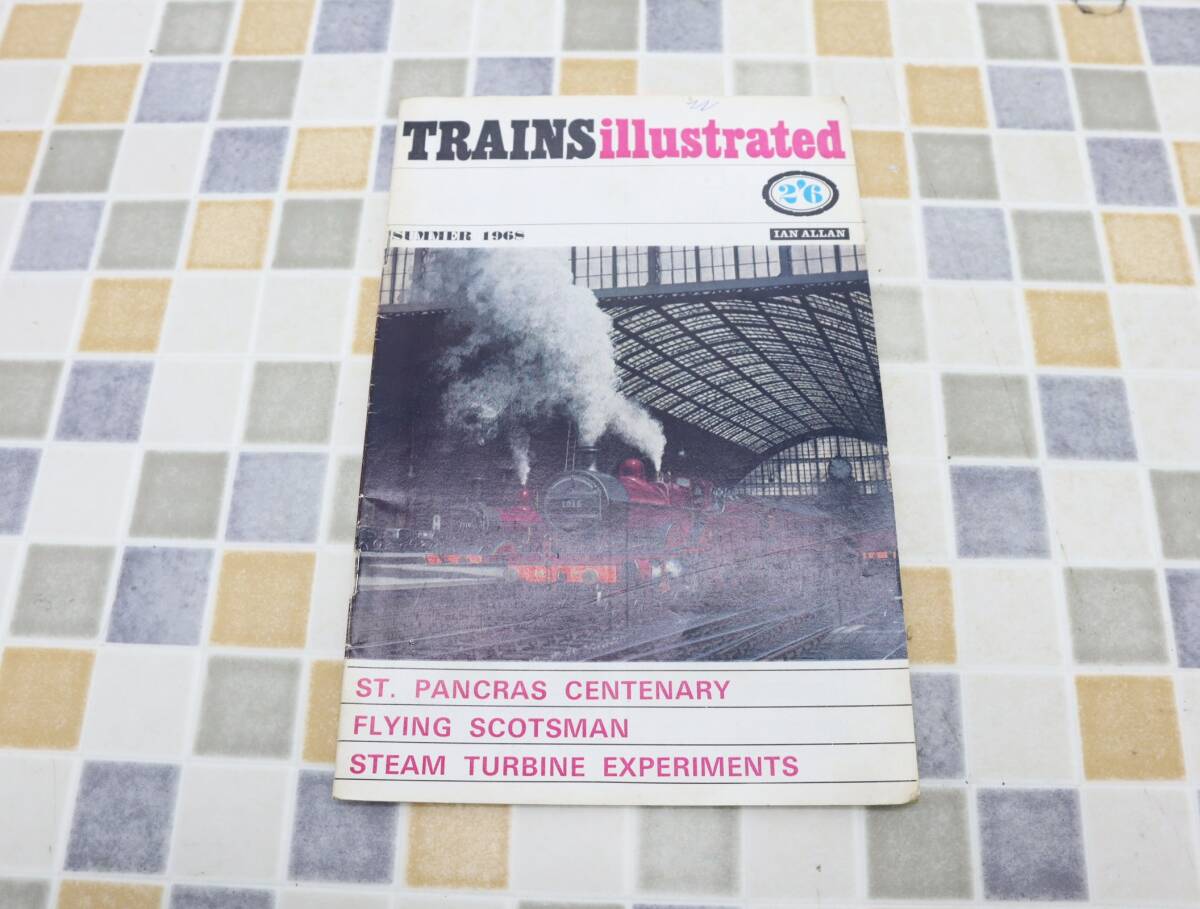 TRAINS illustrated
2'6
SUMMER 1968
IAN ALLAN
ST. PANCRAS CENTENARY
FLYING SCOTSMAN
STEAM TURBINE EXPERIMENTS